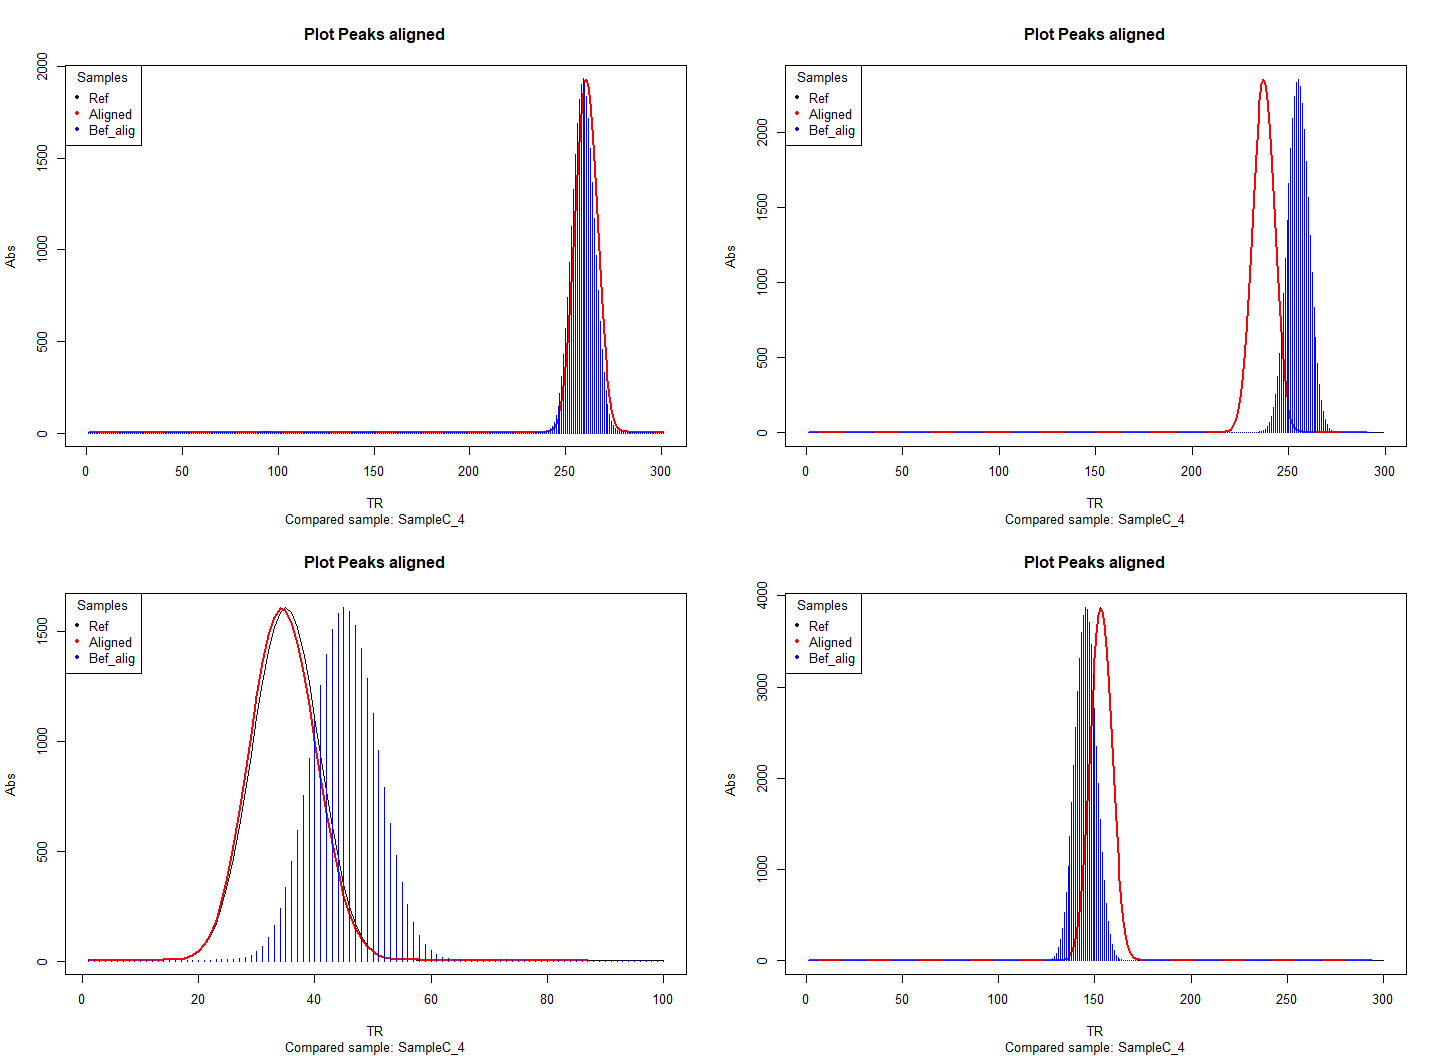 Plot Peaks aligned
Samples
Ref
Aligned
Bef_alig
Abs
0
500
1000
1500
2000
0 50 100 150 200 250 300
TR
Compared sample: SampleC_4
Plot Peaks aligned
Samples
Ref
Aligned
Bef_alig
Abs
0
500
1000
1500
2000
0 50 100 150 200 250 300
TR
Compared sample: SampleC_4
Plot Peaks aligned
Samples
Ref
Aligned
Bef_alig
Abs
0
500
1000
1500
0 20 40 60 80 100
TR
Compared sample: SampleC_4
Plot Peaks aligned
Samples
Ref
Aligned
Bef_alig
Abs
0
1000
2000
3000
4000
0 50 100 150 200 250 300
TR
Compared sample: SampleC_4